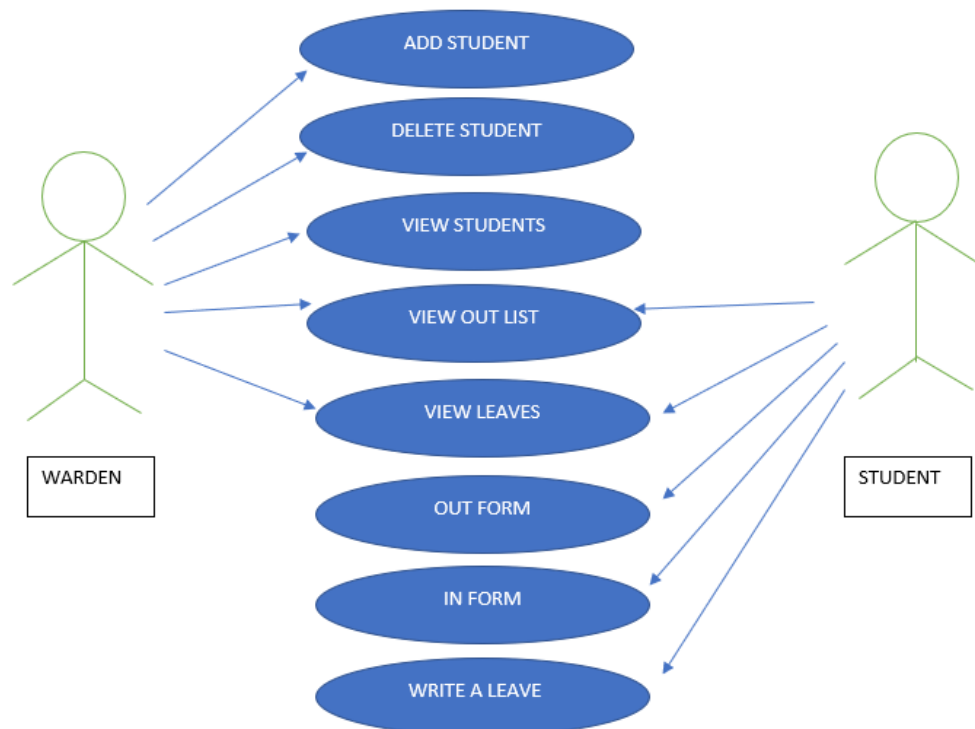 ADD STUDENT
DELETE STUDENT
VIEW STUDENTS
VIEW OUT LIST
VIEW LEAVES
WARDEN
STUDENT
OUT FORM
IN FORM
WRITE A LEAVE